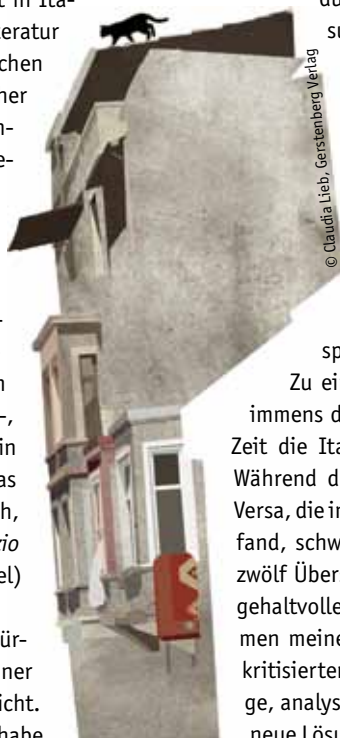 t in Ita-
eratur
chen
ner
n-
e-
-
n
-,
in
as
h,
rio
el)
ür-
ner
icht.
habe
© Claudia Lieb, Gerstenberg Verlag
du
su
sp
Zu ei
immens d
Zeit die Ita
Während d
Versa, die in
fand, schw
zwölf Über
gehaltvolle
men meine
kritisierten
ge, analys
neue Lösu